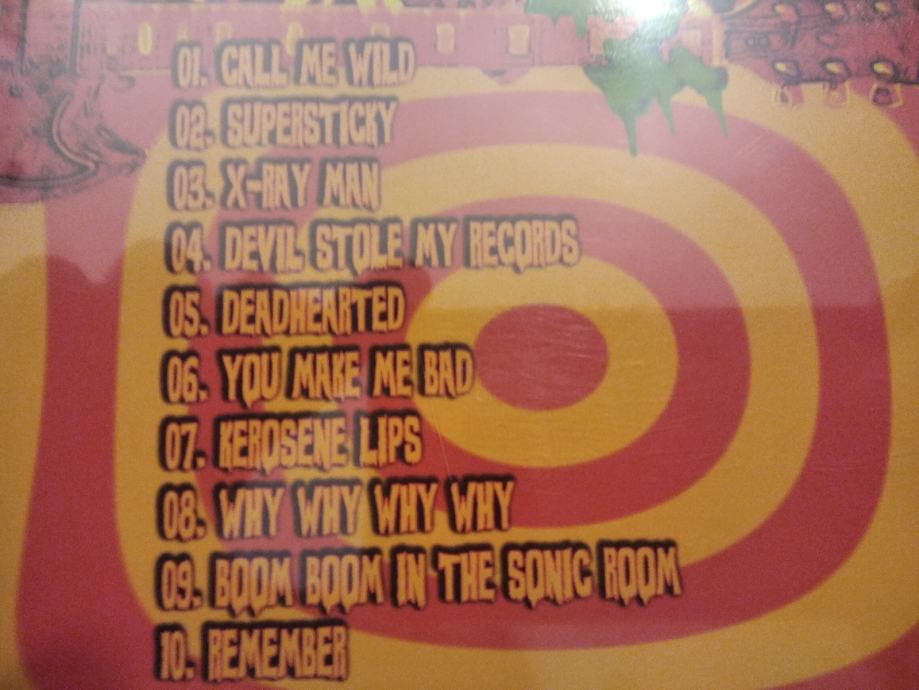 01. CALL ME WILD
02. SUPERSTICKY
03. X-RAY MAN
04. DEVIL STOLE MY RECORDS
05. DEADHEARTED
06. YOU MAKE ME BAD
07. KEROSENE LIPS
08. WHY WHY WHY WHY
09. BOOM BOOM IN THE SONIC ROOM
10. REMEMBER